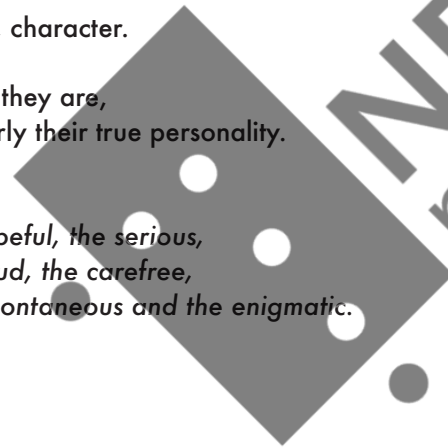 character.
they are,
rly their true personality.
peful, the serious,
ud, the carefree,
ontaneous and the enigmatic.